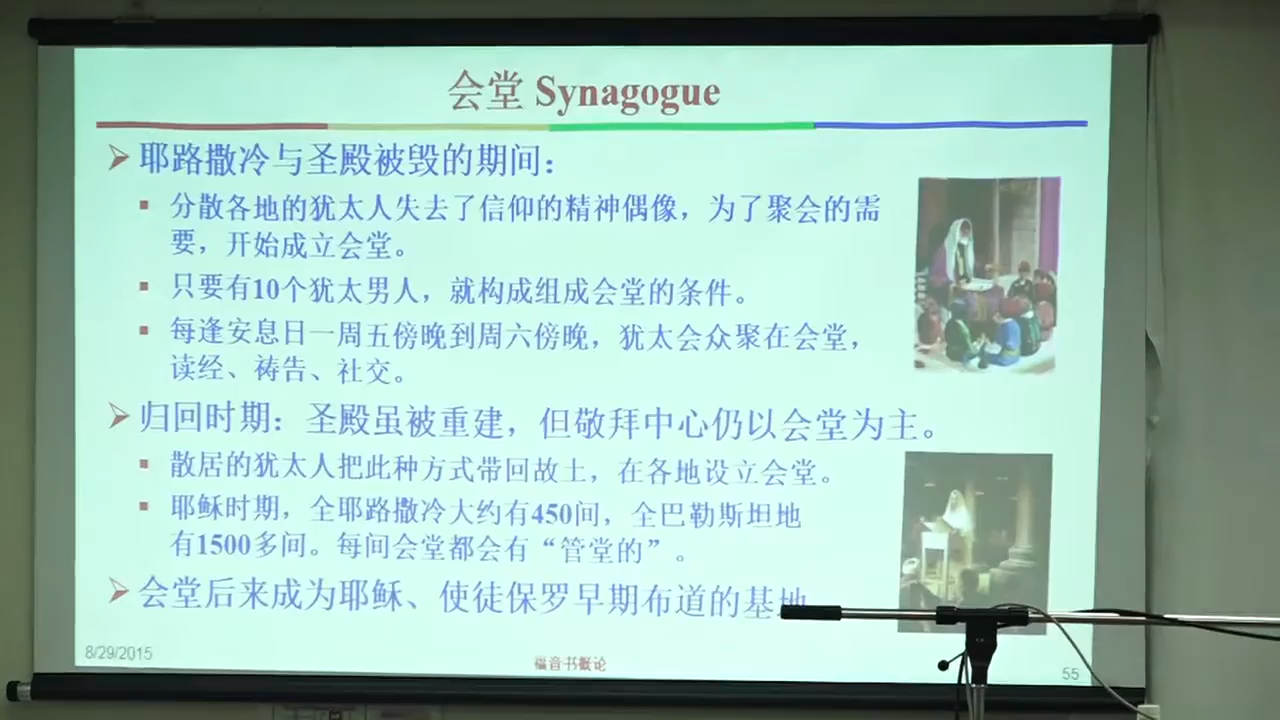 会堂 Synagogue
耶路撒冷与圣殿被毁的期间：
分散各地的犹太人失去了信仰的精神偶像，为了聚会的需
要，开始成立会堂。
只要有10个犹太男人，就构成组成会堂的条件。
每逢安息日一周五傍晚到周六傍晚，犹太会众聚在会堂，
读经、祷告、社交。
归回时期：圣殿虽被重建，但敬拜中心仍以会堂为主。
散居的犹太人把此种方式带回故土，在各地设立会堂。
耶稣时期，全耶路撒冷大约有450间，全巴勒斯坦地
有1500多间。每间会堂都会有“管堂的”。
会堂后来成为耶稣、使徒保罗早期布道的基地
8/29/2015
福音书概论
55